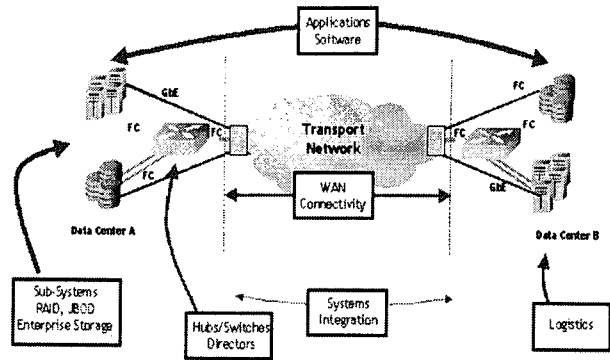 Applications
Software
GbE
FC
FC
FC
FC
Transport
Network
FC
FC
FC
GbE
WAN
Connectivity
Data Center A
Data Center B
Sub-Systems
RAID, JBOD
Enterprise Storage
Hubs/Switches
Directors
Systems
Integration
Logistics